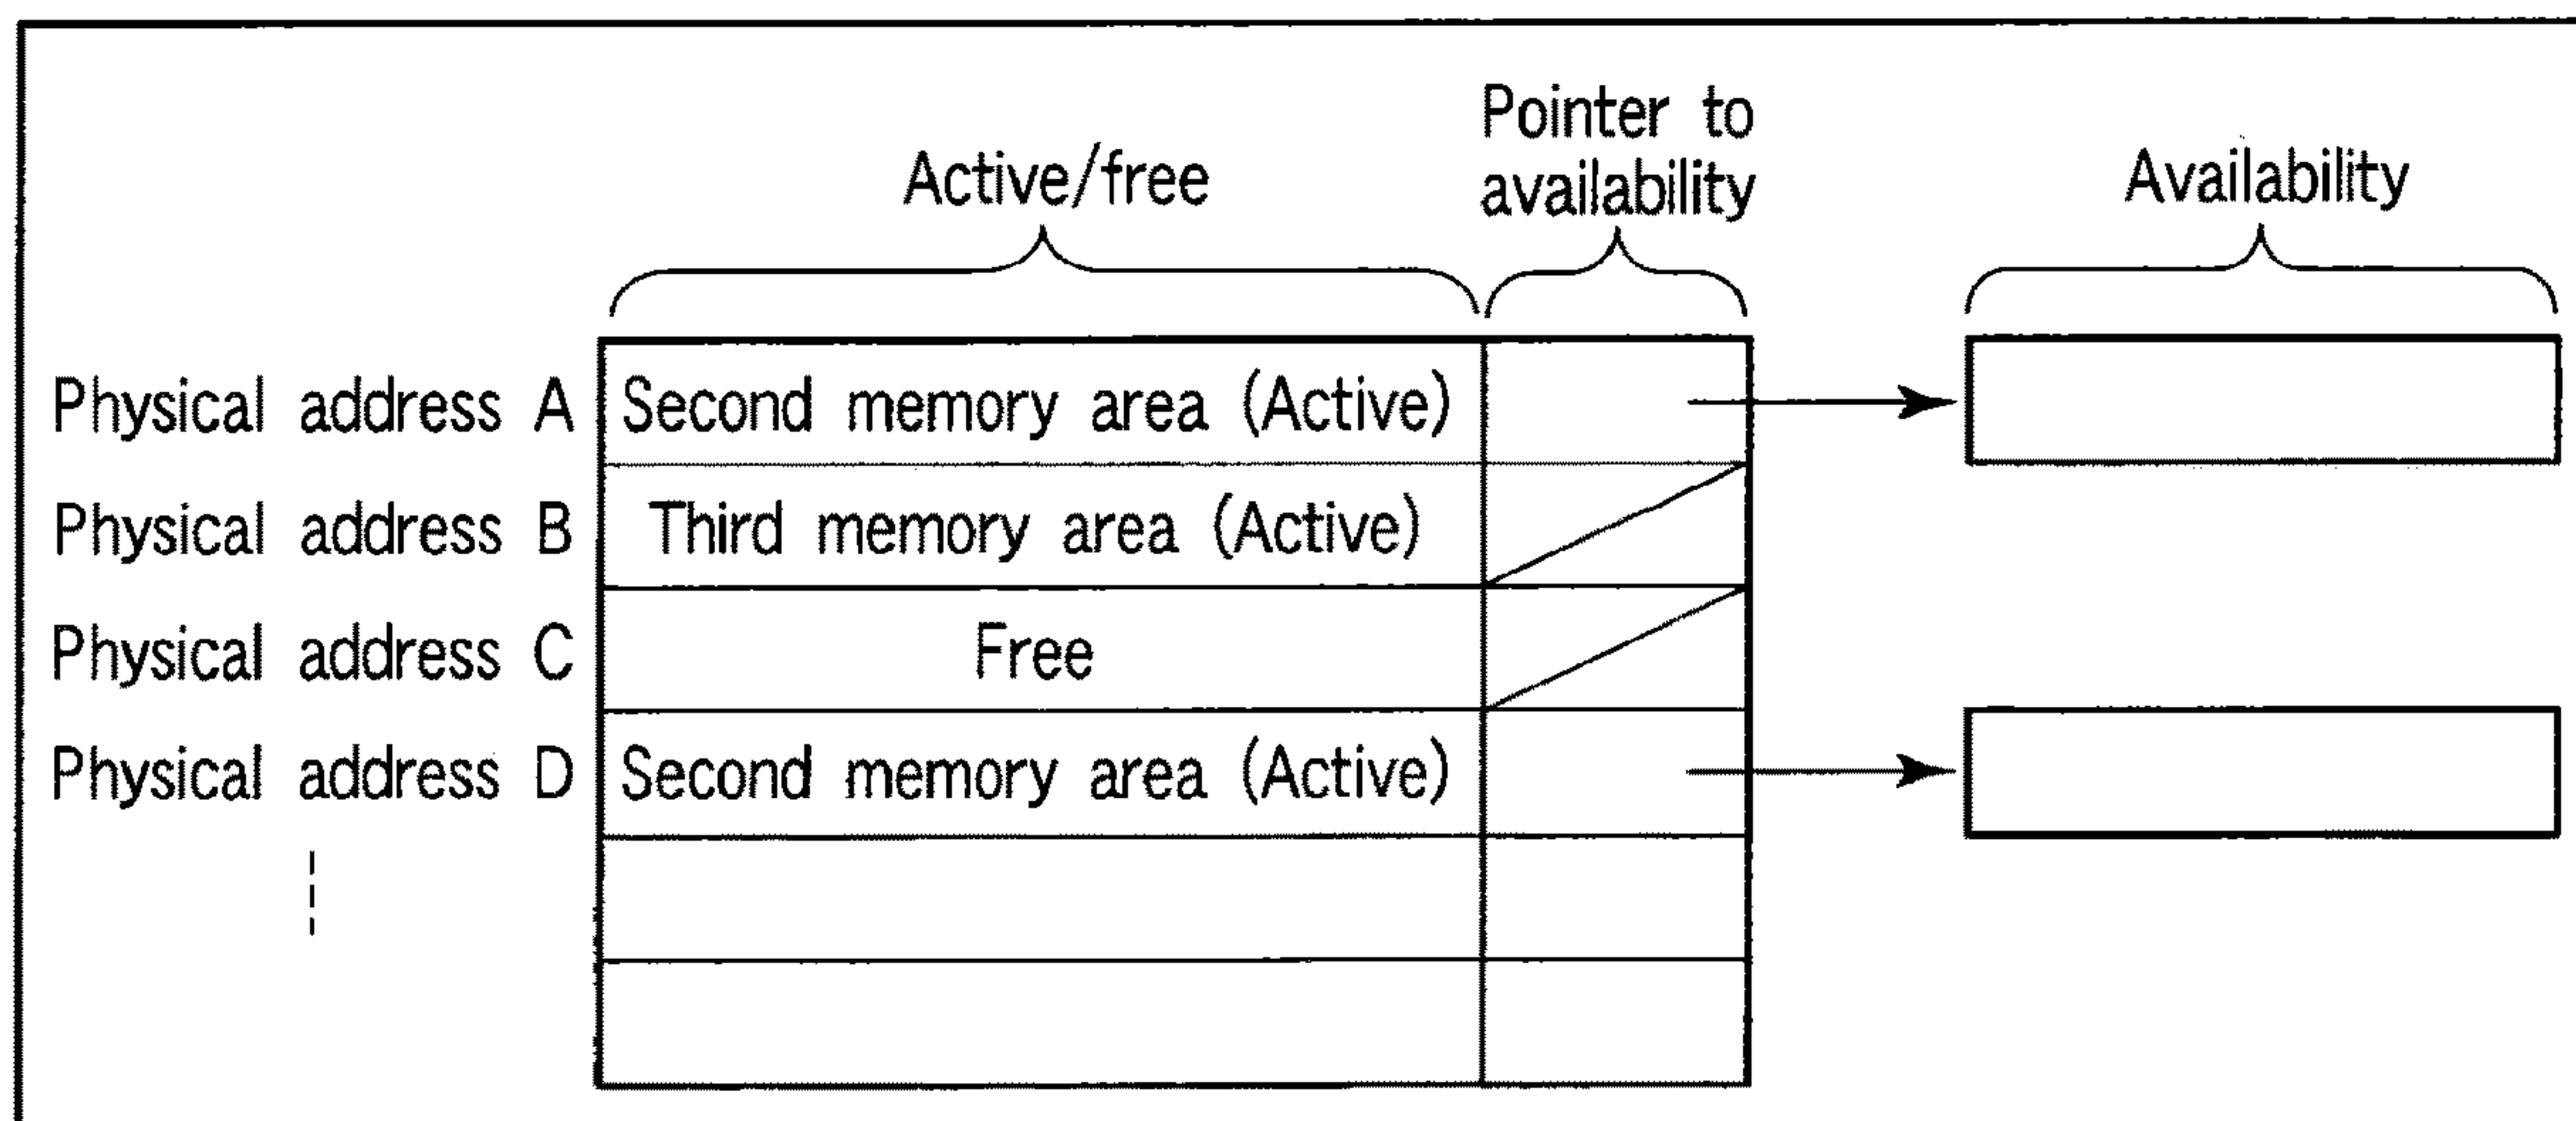 Pointer to
Active/free availability Availability
Physical address A Second memory area (Active)
Physical address B Third memory area (Active)
Physical address C Free
Physical address D Second memory area (Active)